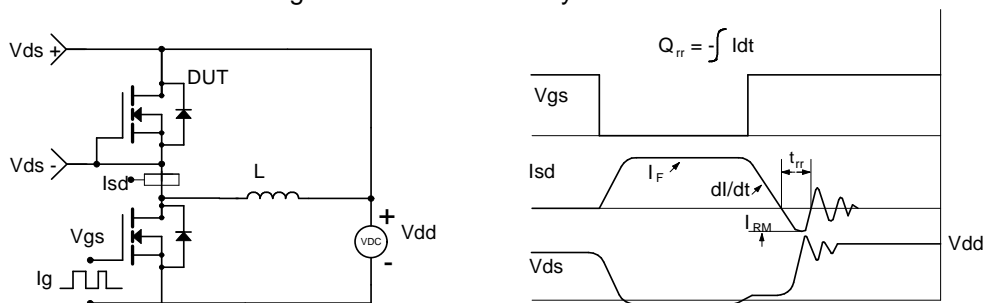 Vds +
DUT
Vds -
Isd
L
Vgs
+
VDC
Vdd
-
Ig
Qrr = -∫ Idt
Vgs
Isd
IF
dI/dt
trr
IRM
Vdd
Vds